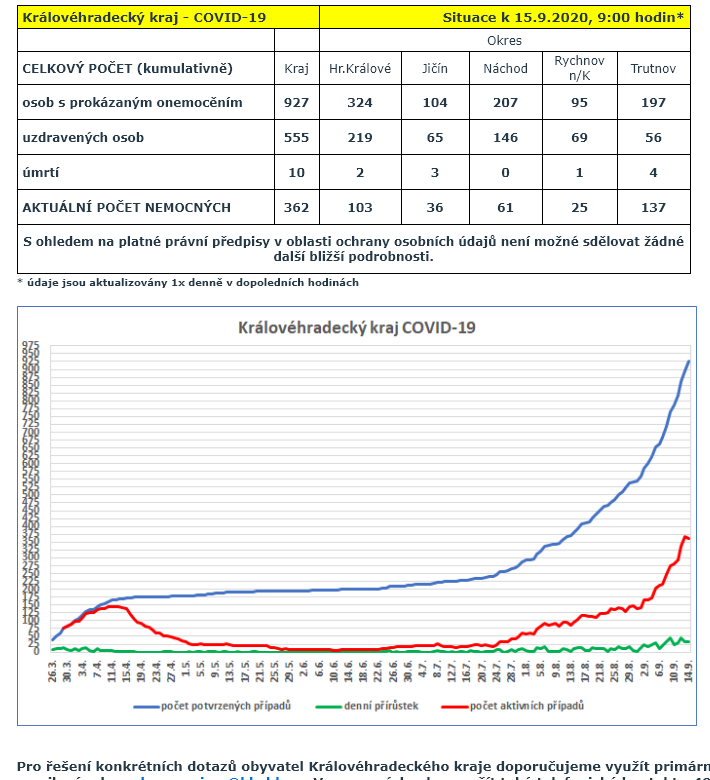 Královéhradecký kraj - COVID-19 Situace k 15.9.2020, 9:00 hodin*
Okres
CELKOVÝ POČET (kumulativně) Kraj Hr.Králové Jičín Náchod Rychnov n/K Trutnov
osob s prokázaným onemocěním 927 324 104 207 95 197
uzdravených osob 555 219 65 146 69 56
úmrtí 10 2 3 0 1 4
AKTUÁLNÍ POČET NEMOCNÝCH 362 103 36 61 25 137
S ohledem na platné právní předpisy v oblasti ochrany osobních údajů není možné sdělovat žádné
další bližší podrobnosti.
* údaje jsou aktualizovány 1x denně v dopoledních hodinách
Královéhradecký kraj COVID-19
975
950
925
900
875
850
825
800
775
750
725
700
675
650
625
600
575
550
525
500
475
450
425
400
375
350
325
300
275
250
225
200
175
150
125
100
75
50
25
0
26.3. 30.3. 3.4. 7.4. 11.4. 15.4. 19.4. 23.4. 27.4. 1.5. 5.5. 9.5. 13.5. 17.5. 21.5. 25.5. 29.5. 2.6. 6.6. 10.6. 14.6. 18.6. 22.6. 26.6. 30.6. 4.7. 8.7. 12.7. 16.7. 20.7. 24.7. 28.7. 1.8. 5.8. 9.8. 13.8. 17.8. 21.8. 25.8. 29.8. 2.9. 6.9. 10.9. 14.9.
počet potvrzených případů denní přírůstek počet aktivních případů
Pro řešení konkrétních dotazů obyvatel Královéhradeckého kraje doporučujeme využít primárn